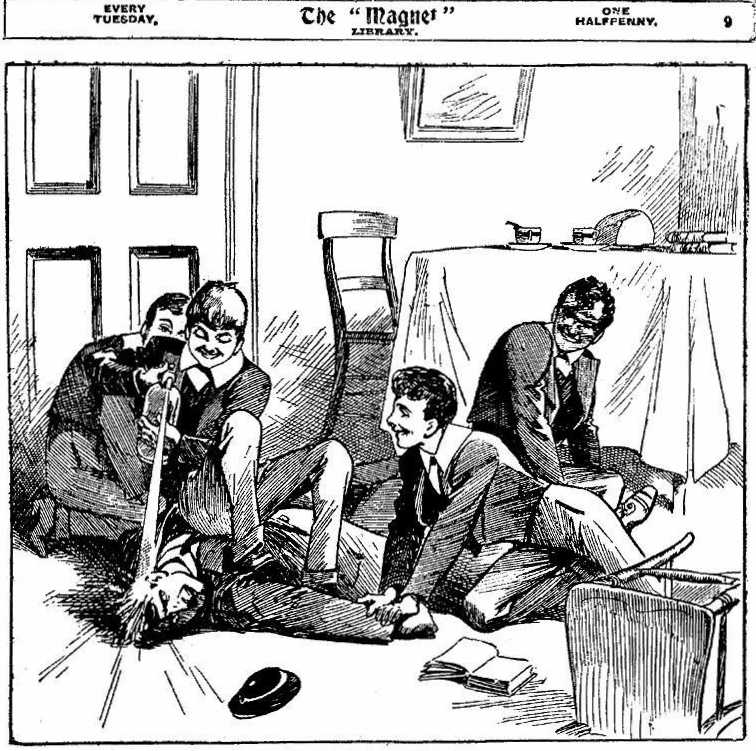 EVERY
TUESDAY.
The "Magnet"
LIBRARY.
ONE
HALFPENNY.
9